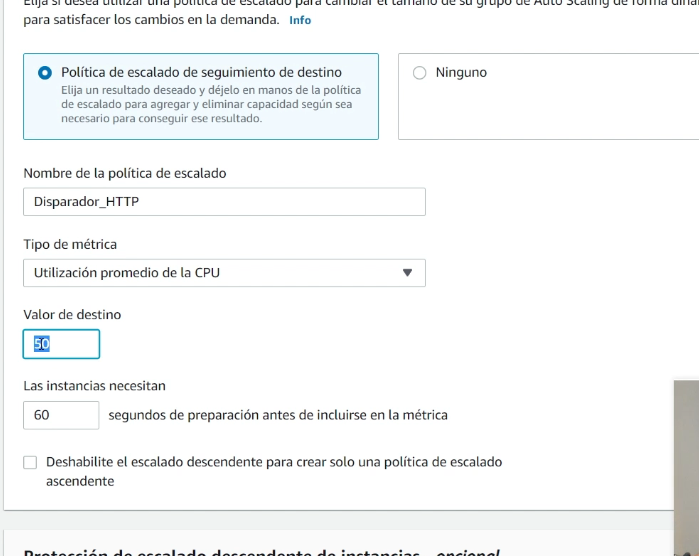 Elija si desea utilizar una política de escalado para cambiar el tamaño de su grupo de Auto Scaling de forma
para satisfacer los cambios en la demanda. Info
Política de escalado de seguimiento de destino
Elija un resultado deseado y déjelo en manos de la política
de escalado para agregar y eliminar capacidad según sea
necesario para conseguir ese resultado.
Ninguno
Nombre de la política de escalado
Disparador_HTTP
Tipo de métrica
Utilización promedio de la CPU
Valor de destino
50
Las instancias necesitan
60 segundos de preparación antes de incluirse en la métrica
Deshabilite el escalado descendente para crear solo una política de escalado
ascendente
Protección de escalado descendente de instancias - opcional